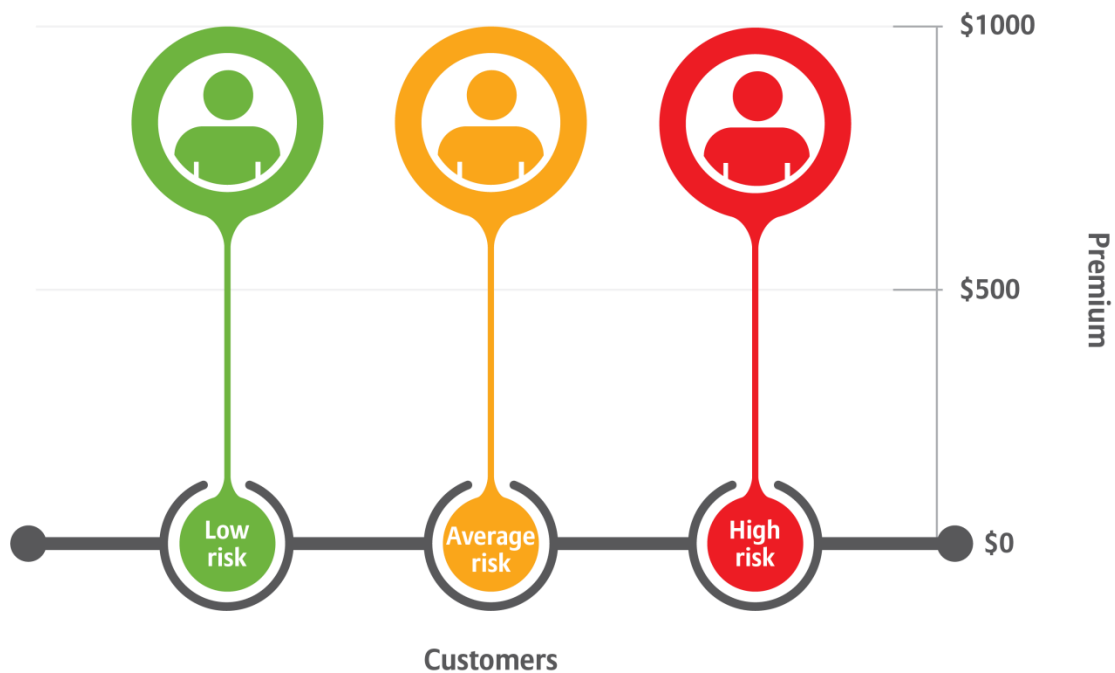 $1000
$500
Premium
Low
risk
Average
risk
High
risk
$0
Customers